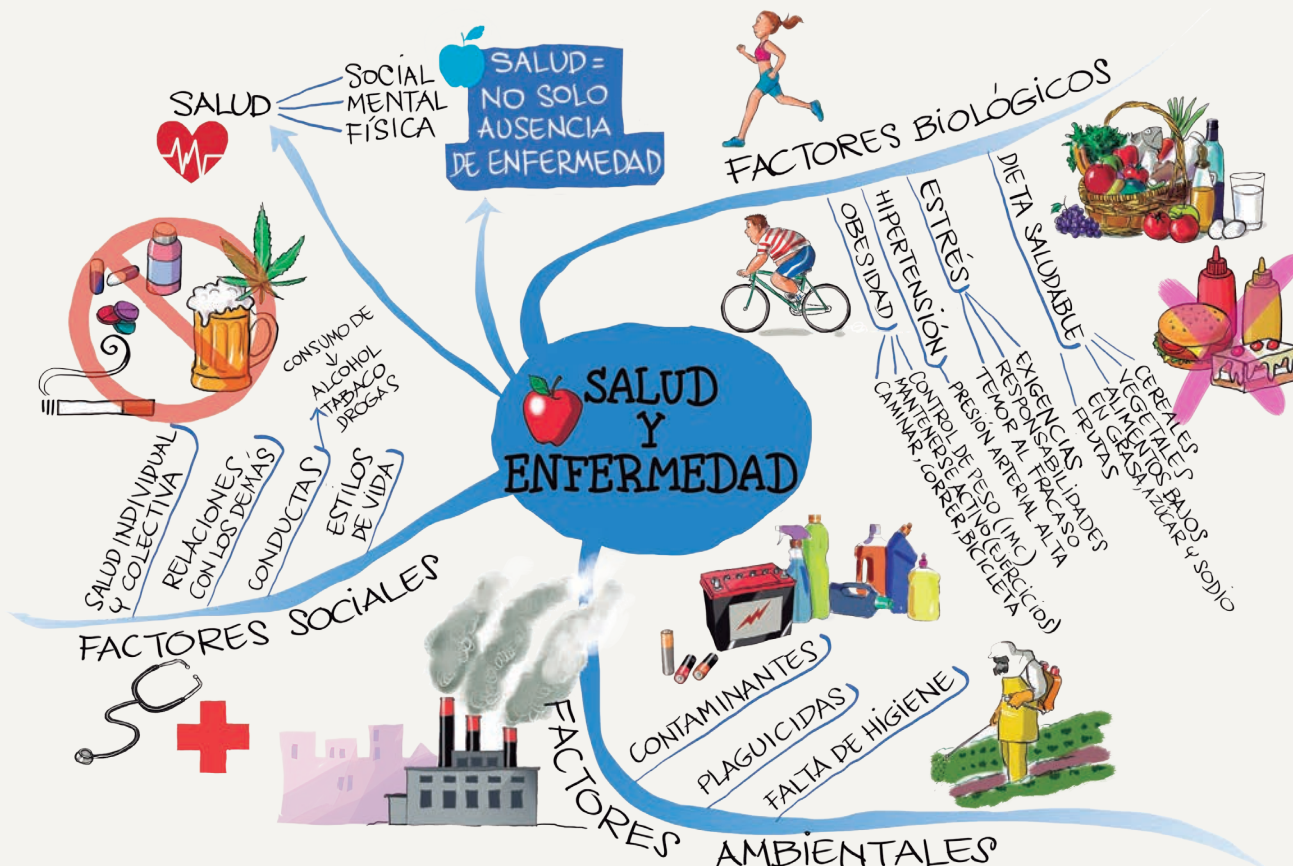 SALUD
SOCIAL
MENTAL
FÍSICA
SALUD =
NO SOLO
AUSENCIA
DE ENFERMEDAD
SALUD
Y
ENFERMEDAD
FACTORES BIOLÓGICOS
OBESIDAD
CONTROL DE PESO (IMC)
MANTENERSE ACTIVO (EJERCICIOS)
CAMINAR, CORRER, BICICLETA
HIPERTENSIÓN
PRESIÓN ARTERIAL ALTA
ESTRÉS
EXIGENCIAS
RESPONSABILIDADES
TEMOR AL FRACASO
DIETA SALUDABLE
CEREALES
VEGETALES
ALIMENTOS BAJOS
EN GRASA, AZÚCAR Y SODIO
FRUTAS
CONSUMO DE
ALCOHOL
TABACO
DROGAS
SALUD INDIVIDUAL
Y COLECTIVA
RELACIONES
CON LOS DEMÁS
CONDUCTAS
ESTILOS
DE VIDA
FACTORES SOCIALES
CONTAMINANTES
PLAGUICIDAS
FALTA DE HIGIENE
FACTORES AMBIENTALES